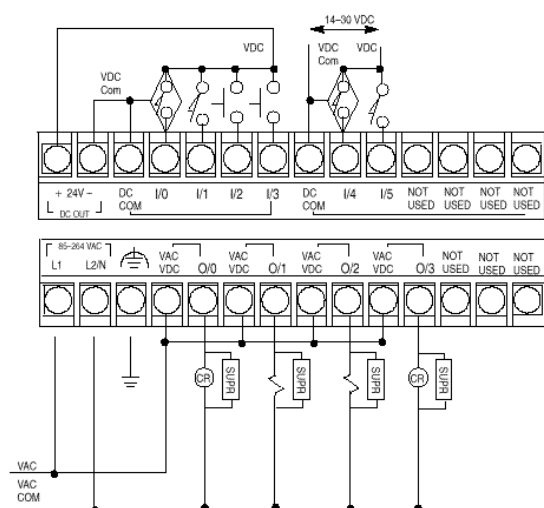 14-30 VDC
VDC
VDC Com
VDC
VDC Com
+ 24V -
DC OUT
DC COM
I/0
I/1
I/2
I/3
DC COM
I/4
I/5
NOT USED
NOT USED
NOT USED
NOT USED
85-264 VAC
L1
L2/N
VAC VDC
O/0
VAC VDC
O/1
VAC VDC
O/2
VAC VDC
O/3
NOT USED
NOT USED
NOT USED
CR
SUPR
SUPR
SUPR
CR
SUPR
VAC
VAC COM